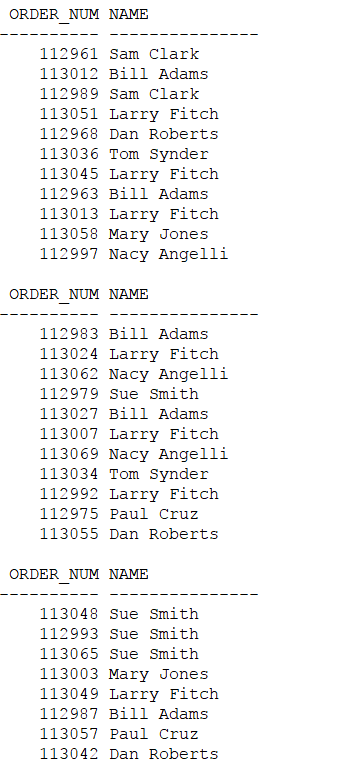 ORDER_NUM NAME
---------- ---------------
112961 Sam Clark
113012 Bill Adams
112989 Sam Clark
113051 Larry Fitch
112968 Dan Roberts
113036 Tom Synder
113045 Larry Fitch
112963 Bill Adams
113013 Larry Fitch
113058 Mary Jones
112997 Nacy Angelli

ORDER_NUM NAME
---------- ---------------
112983 Bill Adams
113024 Larry Fitch
113062 Nacy Angelli
112979 Sue Smith
113027 Bill Adams
113007 Larry Fitch
113069 Nacy Angelli
113034 Tom Synder
112992 Larry Fitch
112975 Paul Cruz
113055 Dan Roberts

ORDER_NUM NAME
---------- ---------------
113048 Sue Smith
112993 Sue Smith
113065 Sue Smith
113003 Mary Jones
113049 Larry Fitch
112987 Bill Adams
113057 Paul Cruz
113042 Dan Roberts